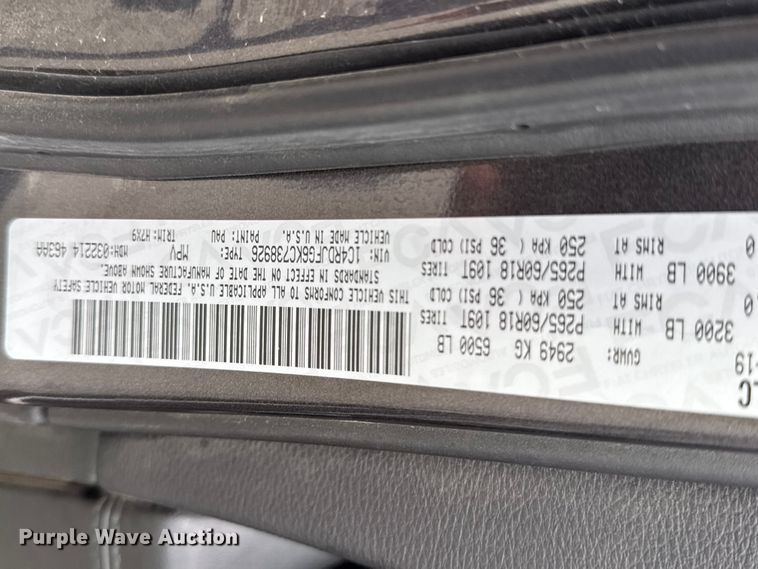 LC
-19
GVWR: 2949 KG 6500 LB
3200 LB WITH P265/60R18 109T TIRES
.0 RIMS AT 250 KPA ( 36 PSI) COLD
3900 LB WITH P265/60R18 109T TIRES
0 RIMS AT 250 KPA ( 36 PSI) COLD
THIS VEHICLE CONFORMS TO ALL APPLICABLE U.S.A. FEDERAL MOTOR VEHICLE SAFETY
STANDARDS IN EFFECT ON THE DATE OF MANUFACTURE SHOWN ABOVE.
VIN: 1C4RDJFG6KC738926 TYPE: MPV MDH:032214 463AA
VEHICLE MADE IN U.S.A. PAINT: PAU TRIM:H7X9
Purple Wave Auction